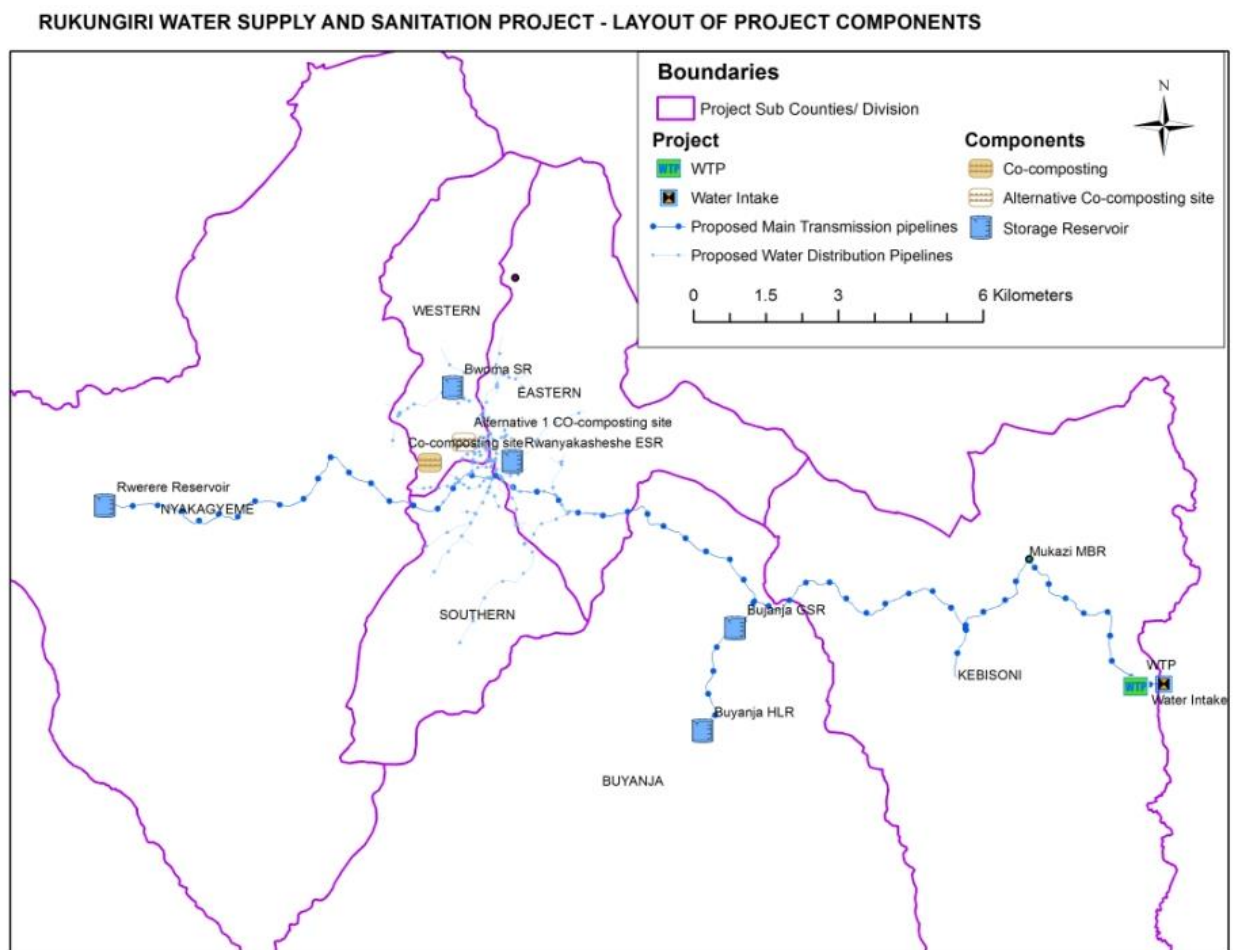 RUKUNGIRI WATER SUPPLY AND SANITATION PROJECT - LAYOUT OF PROJECT COMPONENTS
Boundaries
Project Sub Counties/ Division
N
Project
Components
WTP
WTP
Co-composting
Water Intake
Alternative Co-composting site
Proposed Main Transmission pipelines
Storage Reservoir
Proposed Water Distribution Pipelines
0 1.5 3 6 Kilometers
WESTERN
Bwoma SR
EASTERN
Alternative 1 CO-composting site
Co-composting site
Rwanyakasheshe ESR
Rwerere Reservoir
NYAKAGYEME
Mukazi MBR
SOUTHERN
Bujanja GSR
KEBISONI
WTP
WTP
Water Intake
Buyanja HLR
BUYANJA